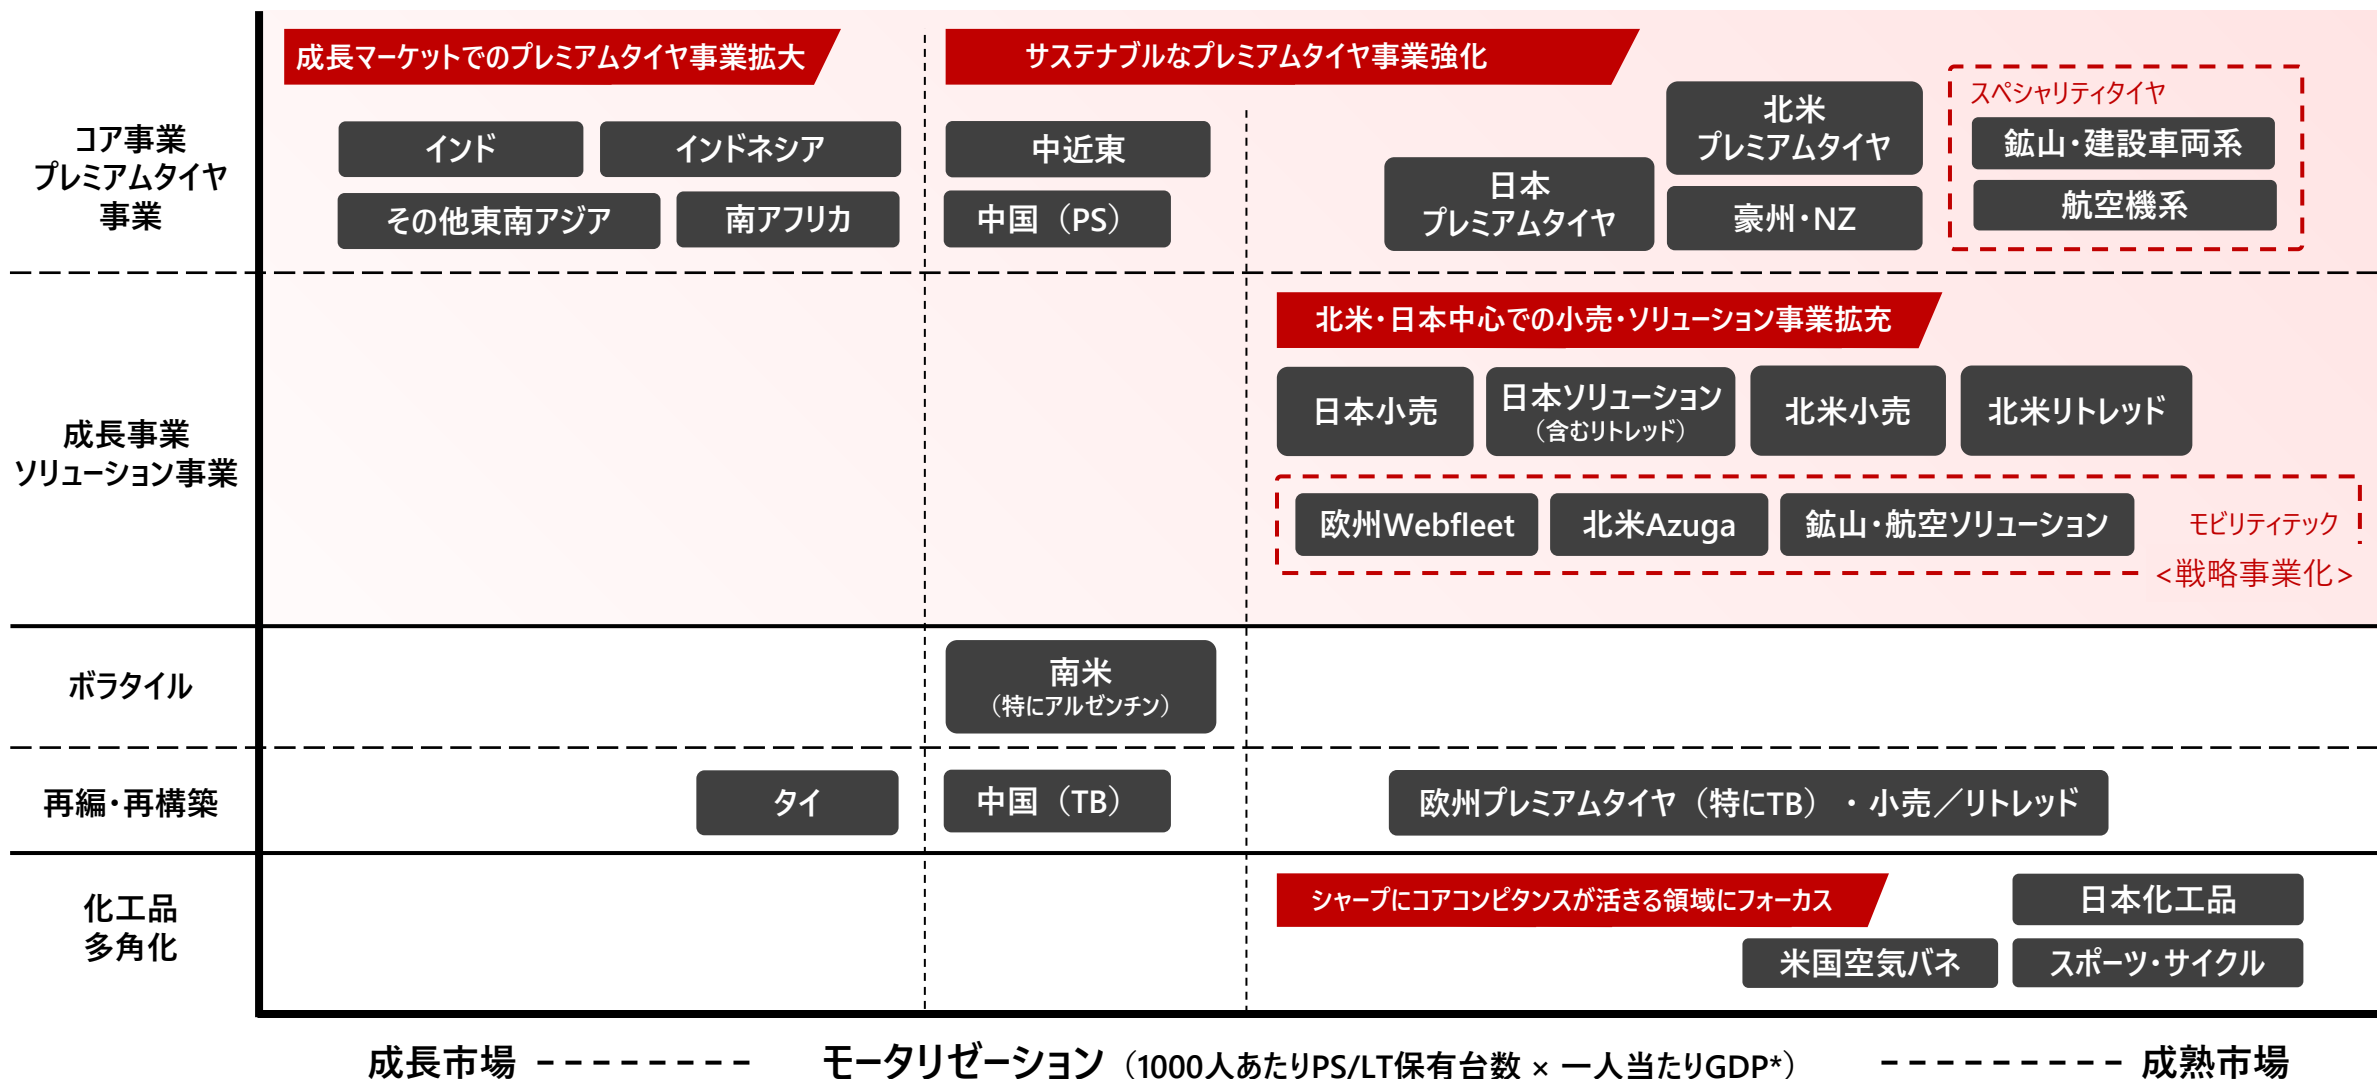 成長マーケットでのプレミアムタイヤ事業拡大
サステナブルなプレミアムタイヤ事業強化
コア事業
プレミアムタイヤ
事業
インド
インドネシア
その他東南アジア
南アフリカ
中近東
中国（PS）
日本
プレミアムタイヤ
北米
プレミアムタイヤ
豪州・NZ
スペシャリティタイヤ
鉱山・建設車両系
航空機系
成長事業
ソリューション事業
北米・日本中心での小売・ソリューション事業拡充
日本小売
日本ソリューション
（含むリトレッド）
北米小売
北米リトレッド
欧州Webfleet
北米Azuga
鉱山・航空ソリューション
モビリティテック
<戦略事業化>
ボラタイル
南米
（特にアルゼンチン）
再編・再構築
タイ
中国（TB）
欧州プレミアムタイヤ（特にTB）・小売／リトレッド
化工品
多角化
シャープにコアコンピタンスが活きる領域にフォーカス
日本化工品
米国空気バネ
スポーツ・サイクル
成長市場
モータリゼーション（1000人あたりPS/LT保有台数 × 一人当たりGDP*）
成熟市場